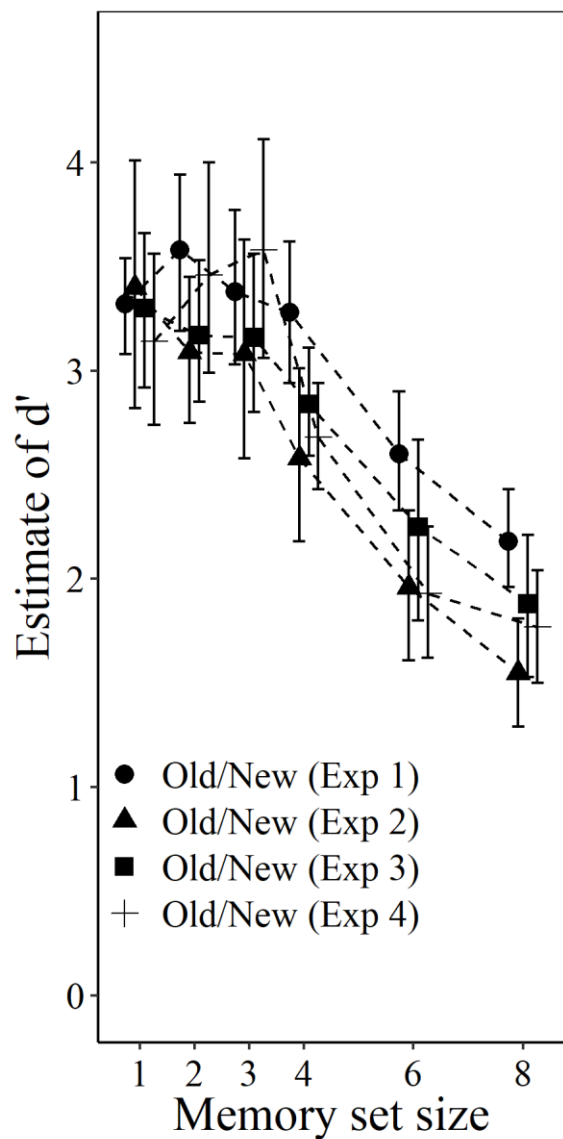 Estimate of d'
4
3
2
1
0
Old/New (Exp 1)
Old/New (Exp 2)
Old/New (Exp 3)
Old/New (Exp 4)
1 2 3 4 6 8
Memory set size